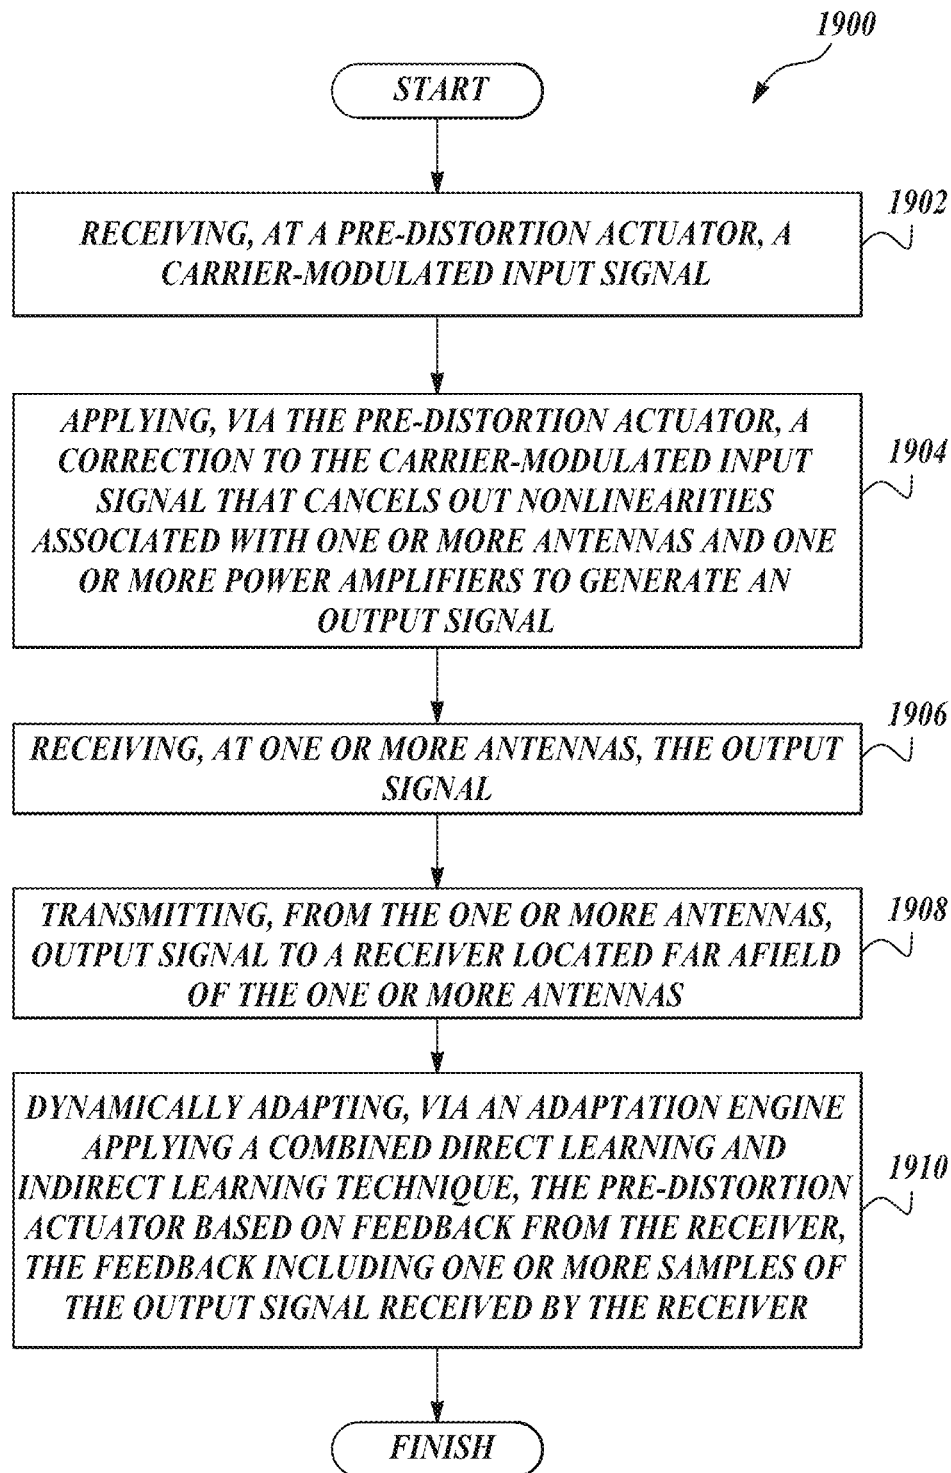 1900
START
1902
RECEIVING, AT A PRE-DISTORTION ACTUATOR, A
CARRIER-MODULATED INPUT SIGNAL
APPLYING, VIA THE PRE-DISTORTION ACTUATOR, A
CORRECTION TO THE CARRIER-MODULATED INPUT
SIGNAL THAT CANCELS OUT NONLINEARITIES
ASSOCIATED WITH ONE OR MORE ANTENNAS AND ONE
OR MORE POWER AMPLIFIERS TO GENERATE AN
OUTPUT SIGNAL
1904
1906
RECEIVING, AT ONE OR MORE ANTENNAS, THE OUTPUT
SIGNAL
1908
TRANSMITTING, FROM THE ONE OR MORE ANTENNAS,
OUTPUT SIGNAL TO A RECEIVER LOCATED FAR AFIELD
OF THE ONE OR MORE ANTENNAS
DYNAMICALLY ADAPTING, VIA AN ADAPTATION ENGINE
APPLYING A COMBINED DIRECT LEARNING AND
INDIRECT LEARNING TECHNIQUE, THE PRE-DISTORTION
ACTUATOR BASED ON FEEDBACK FROM THE RECEIVER,
THE FEEDBACK INCLUDING ONE OR MORE SAMPLES OF
THE OUTPUT SIGNAL RECEIVED BY THE RECEIVER
1910
FINISH